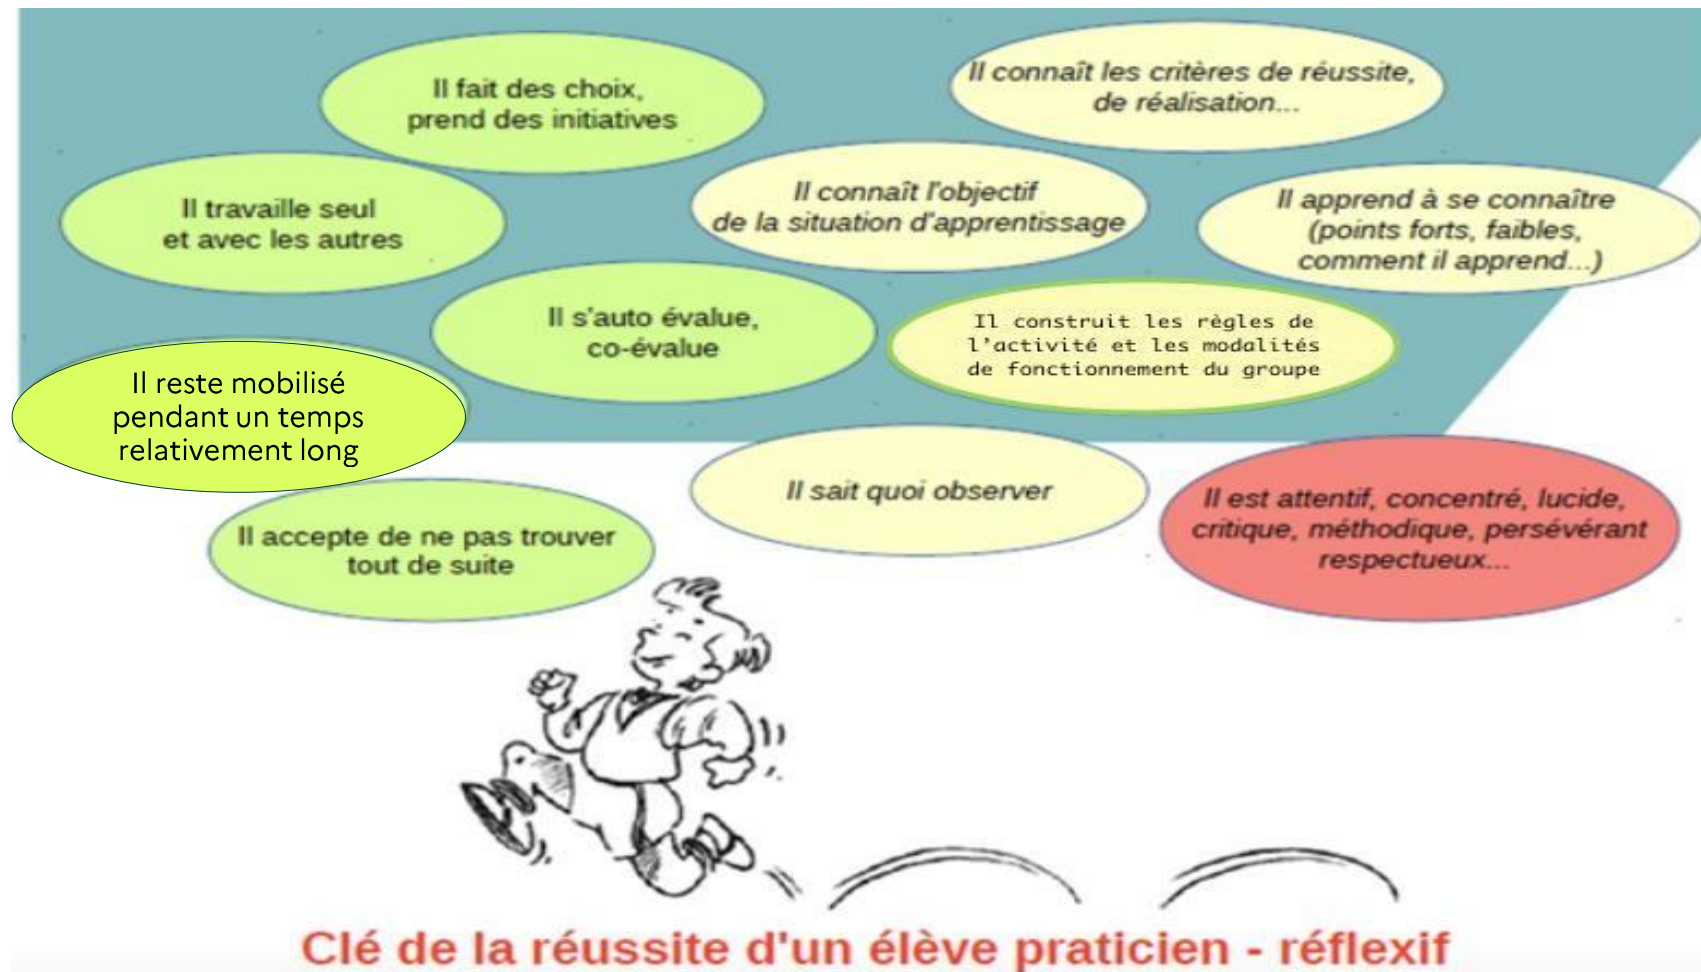 Il fait des choix,
prend des initiatives
Il connaît les critères de réussite,
de réalisation...
Il travaille seul
et avec les autres
Il connaît l'objectif
de la situation d'apprentissage
Il apprend à se connaître
(points forts, faibles,
comment il apprend...)
Il s'auto évalue,
co-évalue
Il construit les règles de
l’activité et les modalités
de fonctionnement du groupe
Il reste mobilisé
pendant un temps
relativement long
Il sait quoi observer
Il est attentif, concentré, lucide,
critique, méthodique, persévérant
respectueux...
Il accepte de ne pas trouver
tout de suite
Clé de la réussite d'un élève praticien - réflexif